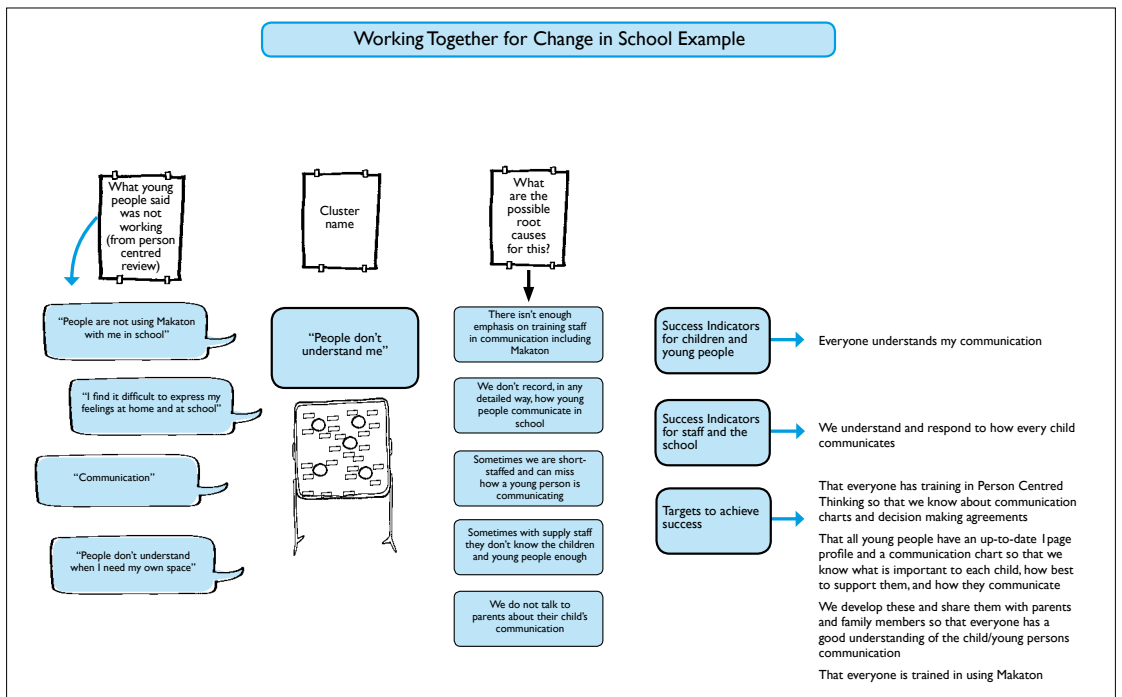 Working Together for Change in School Example
What young
people said
was not
working
(from person
centred
review)
Cluster
name
What
are the
possible
root
causes
for this?
“People are not using Makaton
with me in school”
“I find it difficult to express my
feelings at home and at school”
“Communication”
“People don’t understand
when I need my own space”
“People don’t
understand me”
There isn’t enough
emphasis on training staff
in communication including
Makaton
We don’t record, in any
detailed way, how young
people communicate in
school
Sometimes we are short-
staffed and can miss
how a young person is
communicating
Sometimes with supply staff
they don’t know the children
and young people enough
We do not talk to
parents about their child’s
communication
Success Indicators
for children and
young people
Everyone understands my communication
Success Indicators
for staff and the
school
We understand and respond to how every child
communicates
Targets to achieve
success
That everyone has training in Person Centred
Thinking so that we know about communication
charts and decision making agreements
That all young people have an up-to-date 1page
profile and a communication chart so that we
know what is important to each child, how best
to support them, and how they communicate
We develop these and share them with parents
and family members so that everyone has a
good understanding of the child/young persons
communication
That everyone is trained in using Makaton